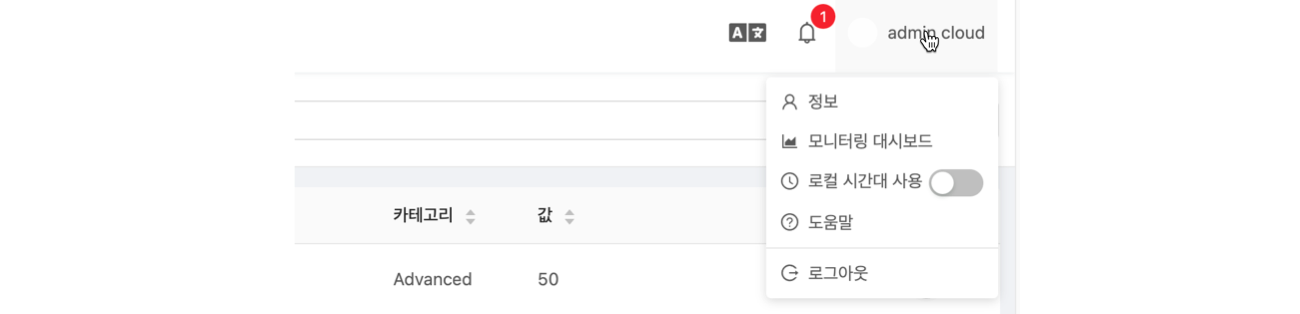 A 文
1
admin cloud
정보
모니터링 대시보드
로컬 시간대 사용
카테고리 값
도움말
Advanced 50
로그아웃